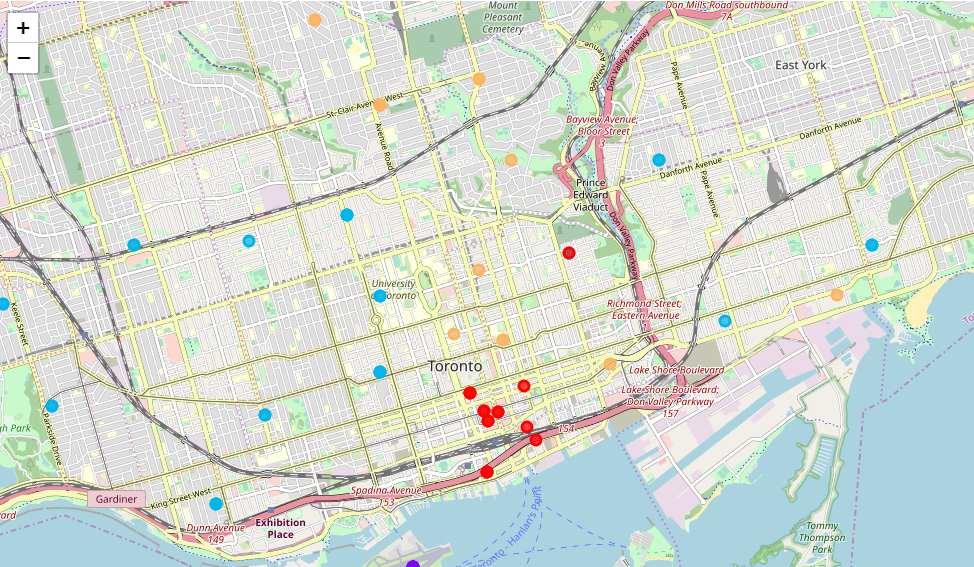 +
−
Mount
Pleasant
Cemetery
Don Mills Road southbound
7A
East York
Bayview Avenue
Don Valley Parkway
Pape Avenue
St-Clair Avenue West
Avenue Road
Bayview Avenue;
Bloor Street
3
Danforth Avenue
Danforth Avenue
Pape Avenue
Prince
Edward
Viaduct
Don Valley Parkway
University
of Toronto
Keele Street
Richmond Street;
Eastern Avenue
Toronto
Lake Shore Boulevard
Lake Shore Boulevard;
Don Valley Parkway
157
154
gh Park
Parkside Drive
Gardiner
King Street West
Spadina Avenue
153
Dunn Avenue
149
Exhibition
Place
ward
Toronto - Hanlan's Point
Tommy
Thompson
Park